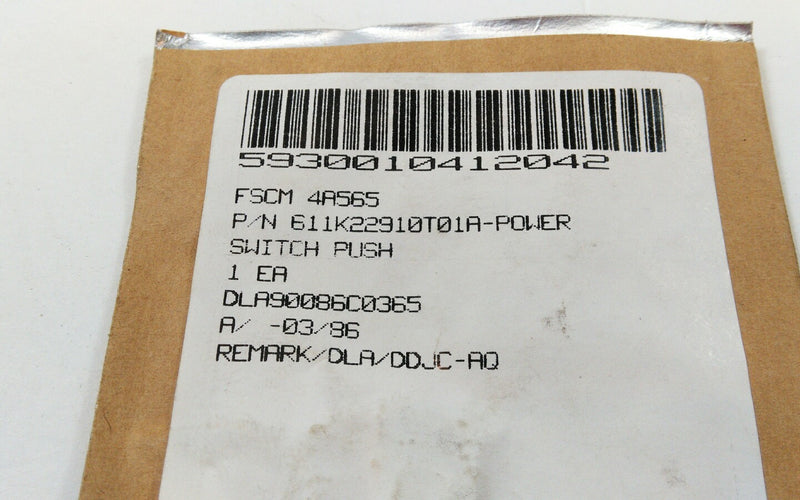 5930010412042
FSCM 4A565
P/N 611K22910T01A-POWER
SWITCH PUSH
1 EA
DLA90086C0365
A/ -03/86
REMARK/DLA/DDJC-AQ